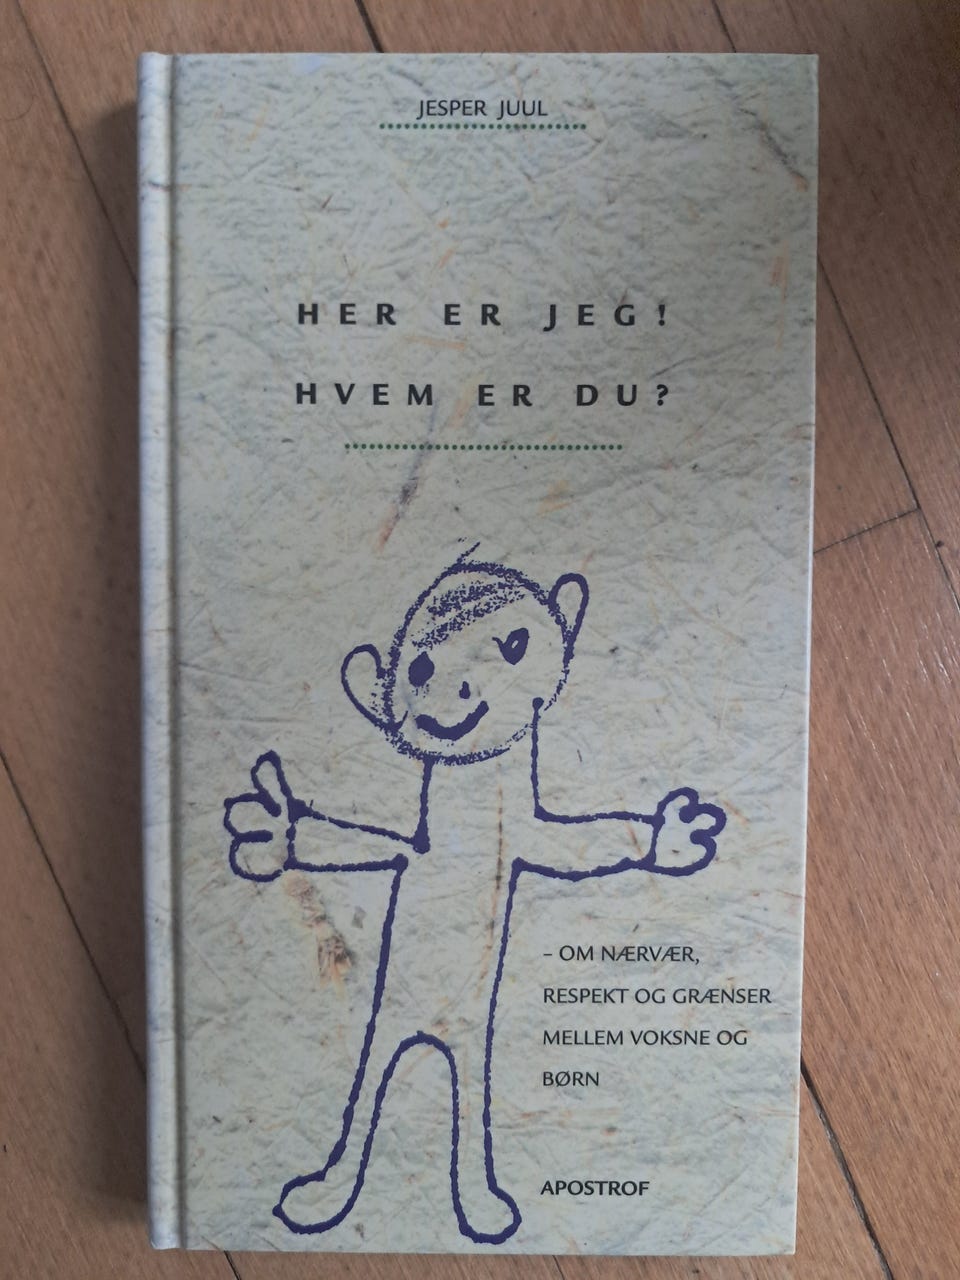 JESPER JUUL
HER ER JEG!
HVEM ER DU?
– OM NÆRVÆR,
RESPEKT OG GRÆNSER
MELLEM VOKSNE OG
BØRN
APOSTROF